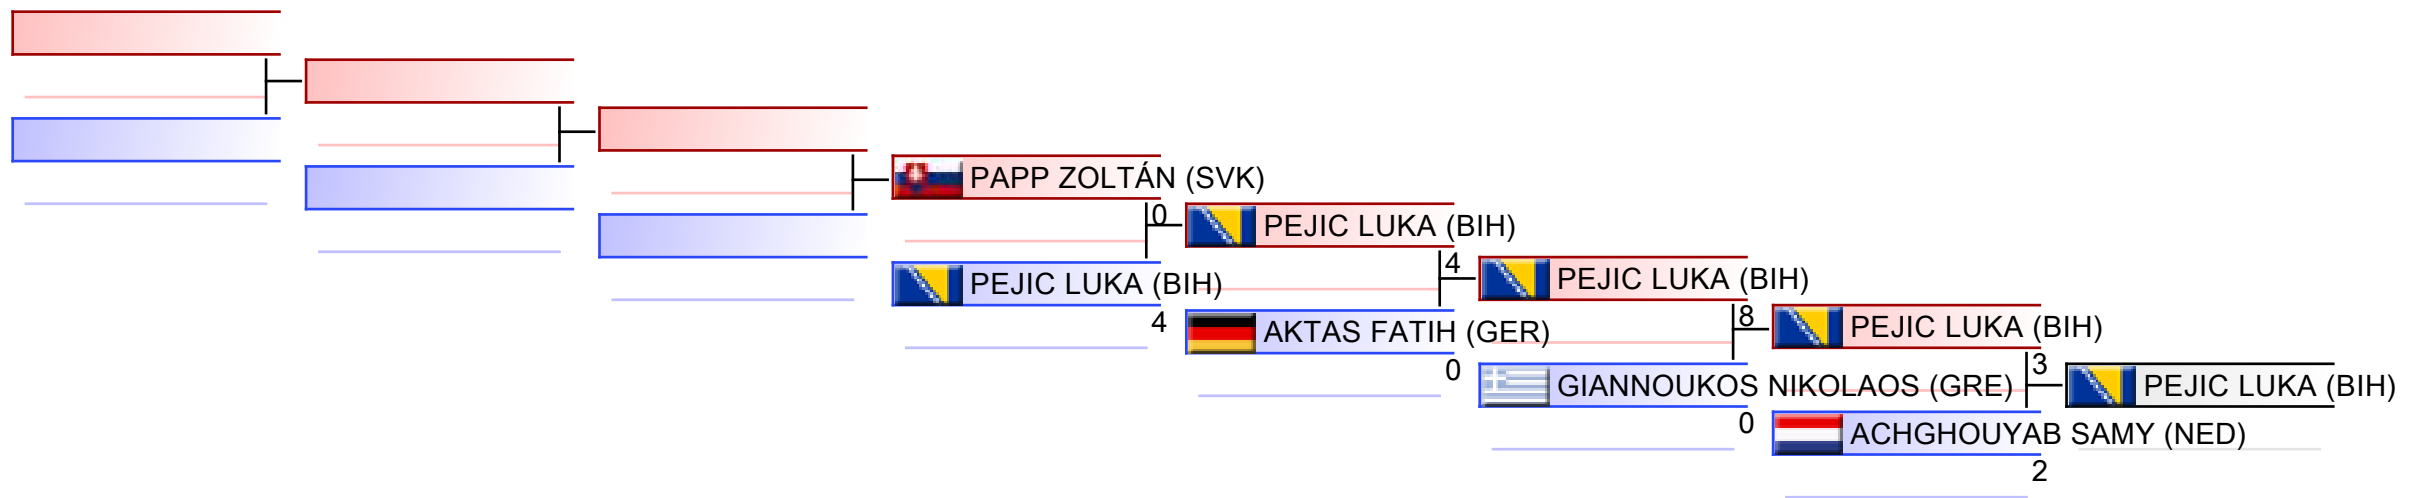 PAPP ZOLTÁN (SVK)
0
PEJIC LUKA (BIH)
4
PEJIC LUKA (BIH)
4
AKTAS FATIH (GER)
0
PEJIC LUKA (BIH)
8
GIANNOUKOS NIKOLAOS (GRE)
0
PEJIC LUKA (BIH)
3
ACHGHOUYAB SAMY (NED)
2
PEJIC LUKA (BIH)